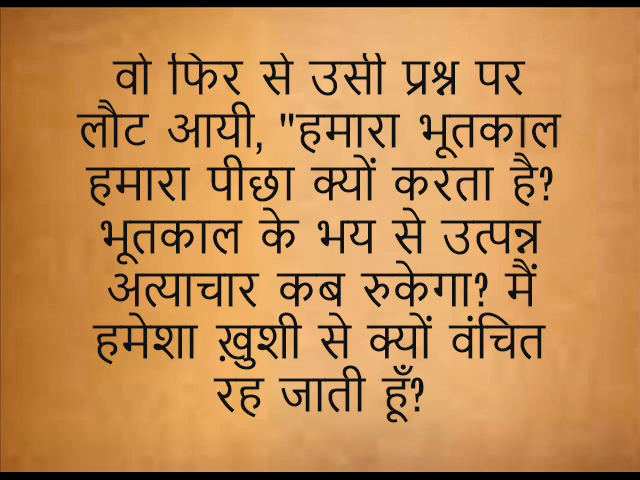 वो फिर से उसी प्रश्न पर
लौट आयी, "हमारा भूतकाल
हमारा पीछा क्यों करता है?
भूतकाल के भय से उत्पन्न
अत्याचार कब रुकेगा? मैं
हमेशा ख़ुशी से क्यों वंचित
रह जाती हूँ?